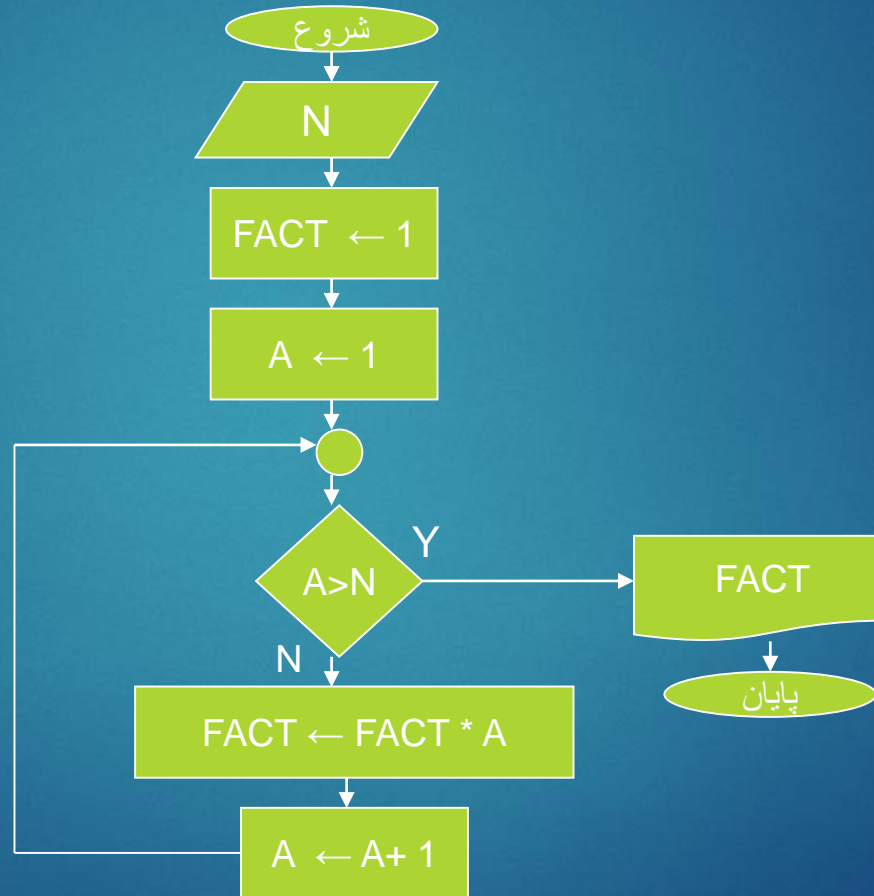 شروع
N
FACT ← 1
A ← 1
A>N
Y
N
FACT ← FACT * A
A ← A+ 1
FACT
پایان